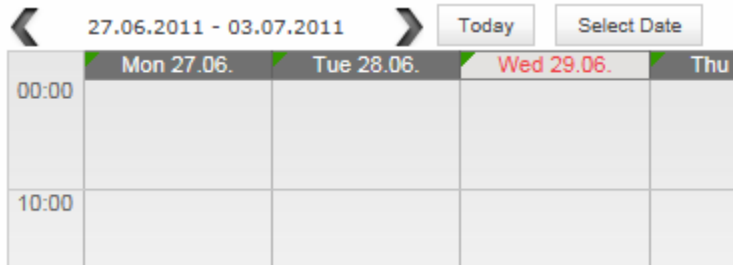 27.06.2011 - 03.07.2011 Today Select Date
Mon 27.06. Tue 28.06. Wed 29.06. Thu
00:00
10:00